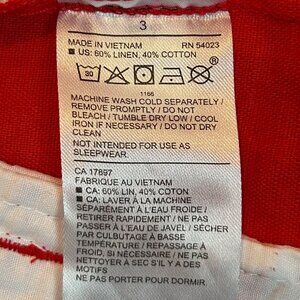 3
MADE IN VIETNAM RN 54023
■ US: 60% LINEN, 40% COTTON
30
1166
MACHINE WASH COLD SEPARATELY /
REMOVE PROMPTLY / DO NOT
BLEACH / TUMBLE DRY LOW / COOL
IRON IF NECESSARY / DO NOT DRY
CLEAN
NOT INTENDED FOR USE AS
SLEEPWEAR.
CA 17897
FABRIQUE AU VIETNAM
■ CA: 60% LIN, 40% COTON
■ CA: LAVER À LA MACHINE
SÉPARÉMENT À L'EAU FROIDE /
RETIRER RAPIDEMENT / NE PAS
UTILISER D'EAU DE JAVEL / SÉCHER
PAR CULBUTAGE À BASSE
TEMPÉRATURE / REPASSAGE À
FROID, SI NÉCESSAIRE / NE PAS
NETTOYER À SEC S'IL Y A DES
MOTIFS
NE PAS PORTER POUR DORMIR